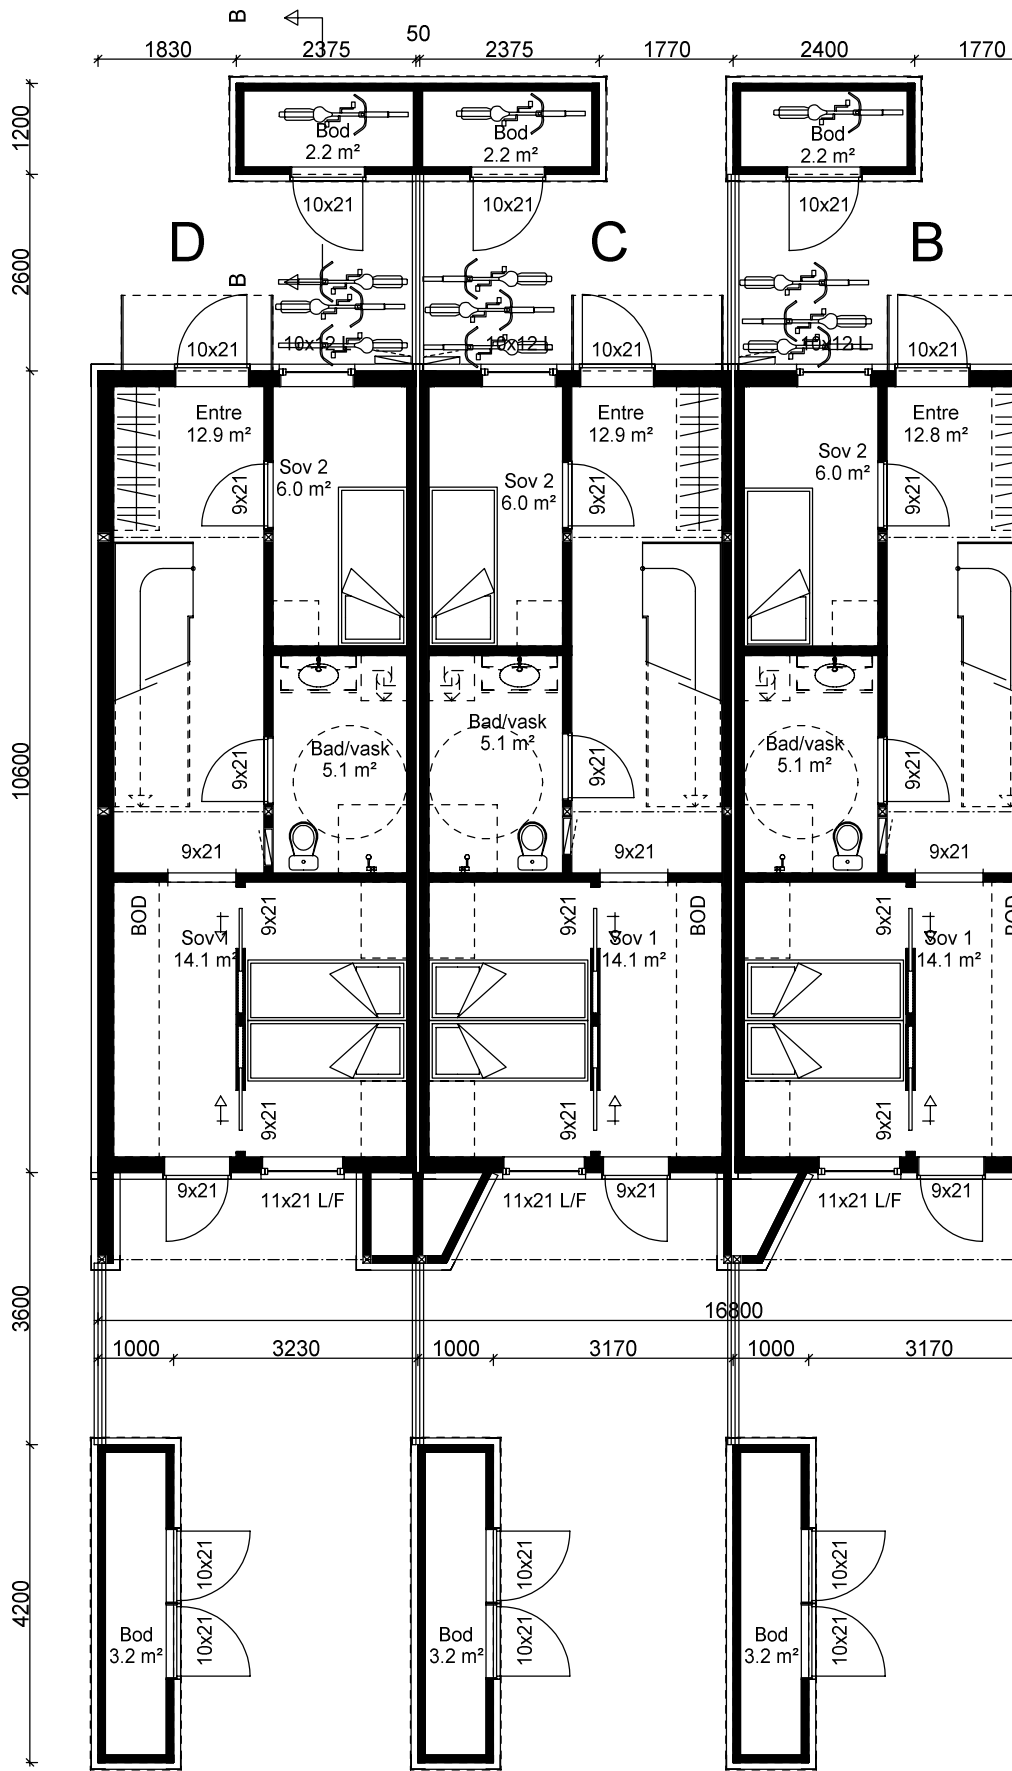 B
50
1830
2375
2375
1770
2400
1770
1200
Bod
2.2 m²
Bod
2.2 m²
Bod
2.2 m²
10x21
10x21
10x21
D
C
B
2600
B
10x12 L
10x12 L
10x12 L
10x21
10x21
10x21
Entre
12.9 m²
Entre
12.9 m²
Entre
12.8 m²
Sov 2
6.0 m²
Sov 2
6.0 m²
Sov 2
6.0 m²
9x21
9x21
9x21
10600
Bad/vask
5.1 m²
Bad/vask
5.1 m²
Bad/vask
5.1 m²
9x21
9x21
9x21
9x21
9x21
9x21
BOD
9x21
9x21
BOD
9x21
BOD
Sov 1
14.1 m²
Sov 1
14.1 m²
Sov 1
14.1 m²
9x21
9x21
9x21
9x21
11x21 L/F
11x21 L/F
9x21
11x21 L/F
9x21
3600
16800
1000
3230
1000
3170
1000
3170
4200
10x21
10x21
10x21
10x21
10x21
10x21
Bod
3.2 m²
Bod
3.2 m²
Bod
3.2 m²